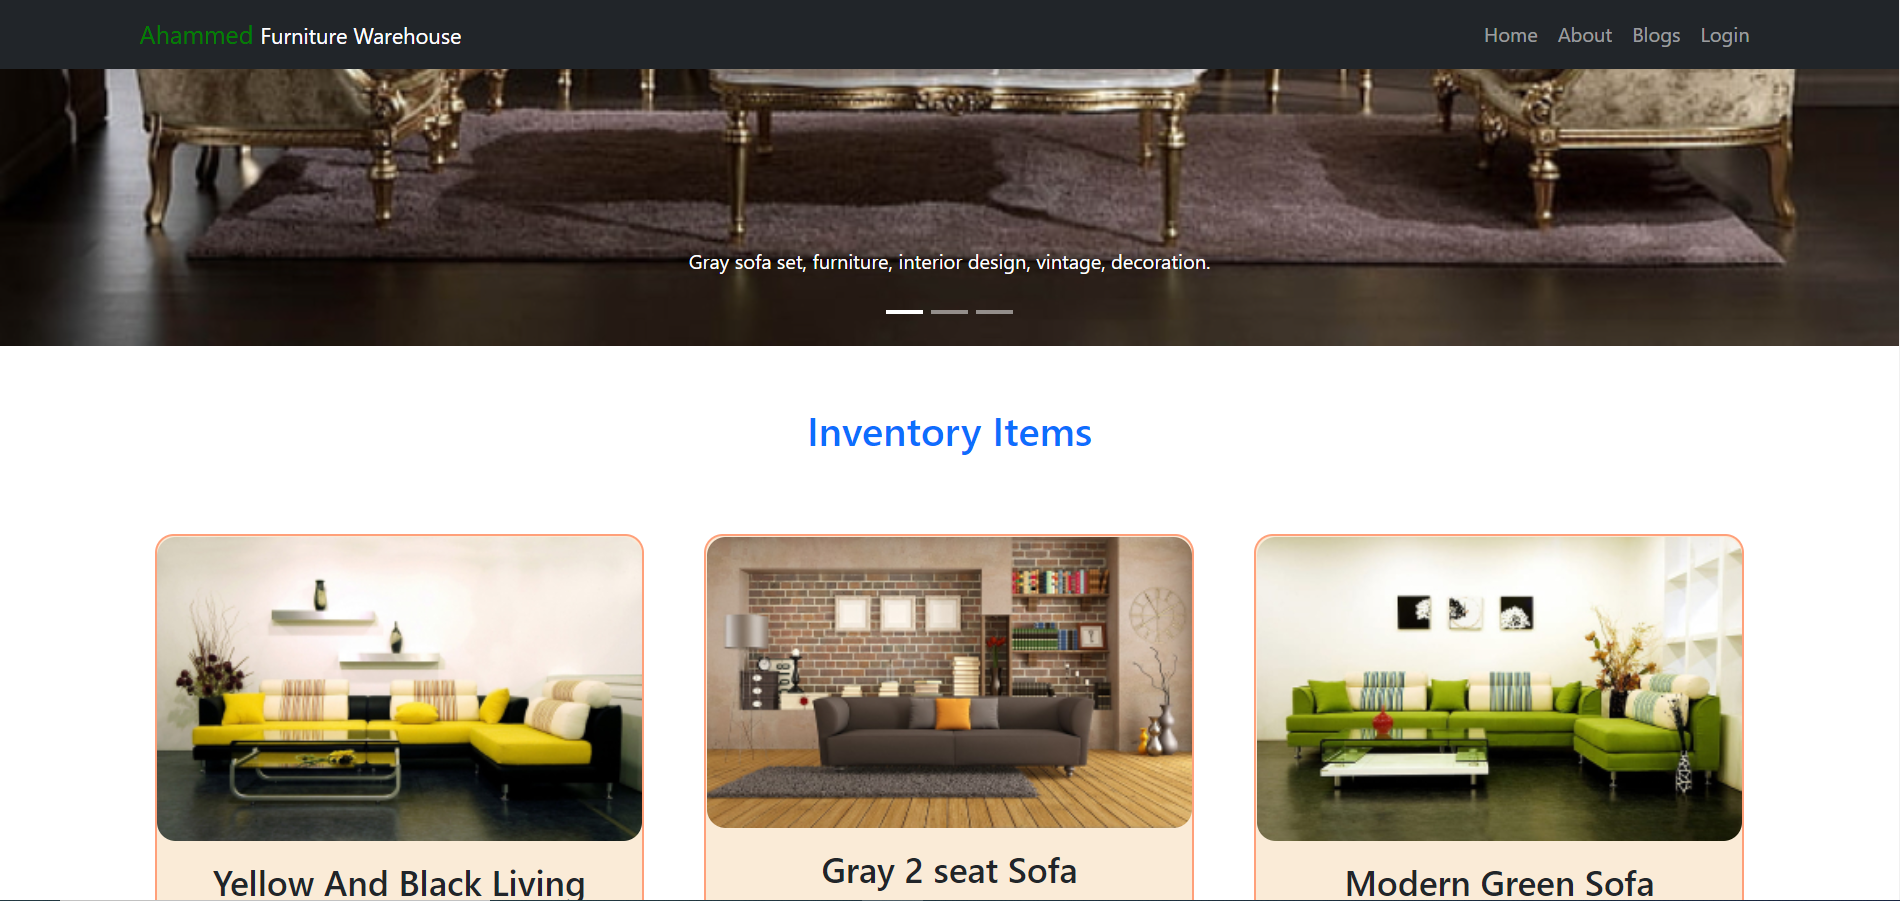 Ahammed Furniture Warehouse
Home About Blogs Login
Gray sofa set, furniture, interior design, vintage, decoration.
Inventory Items
Yellow And Black Living
Gray 2 seat Sofa
Modern Green Sofa